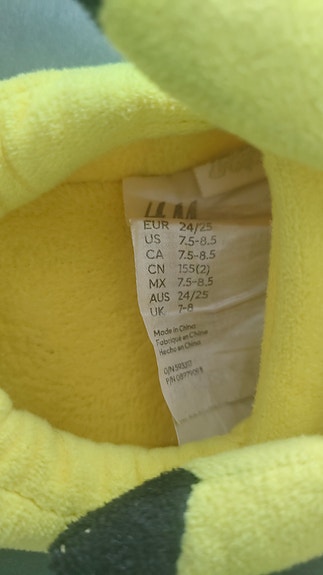 EUR 24/25
US 7.5-8.5
CA 7.5-8.5
CN 155(2)
MX 7.5-8.5
AUS 24/25
UK 7-8
Made in China
Fabriqué en Chine
Hecho en China